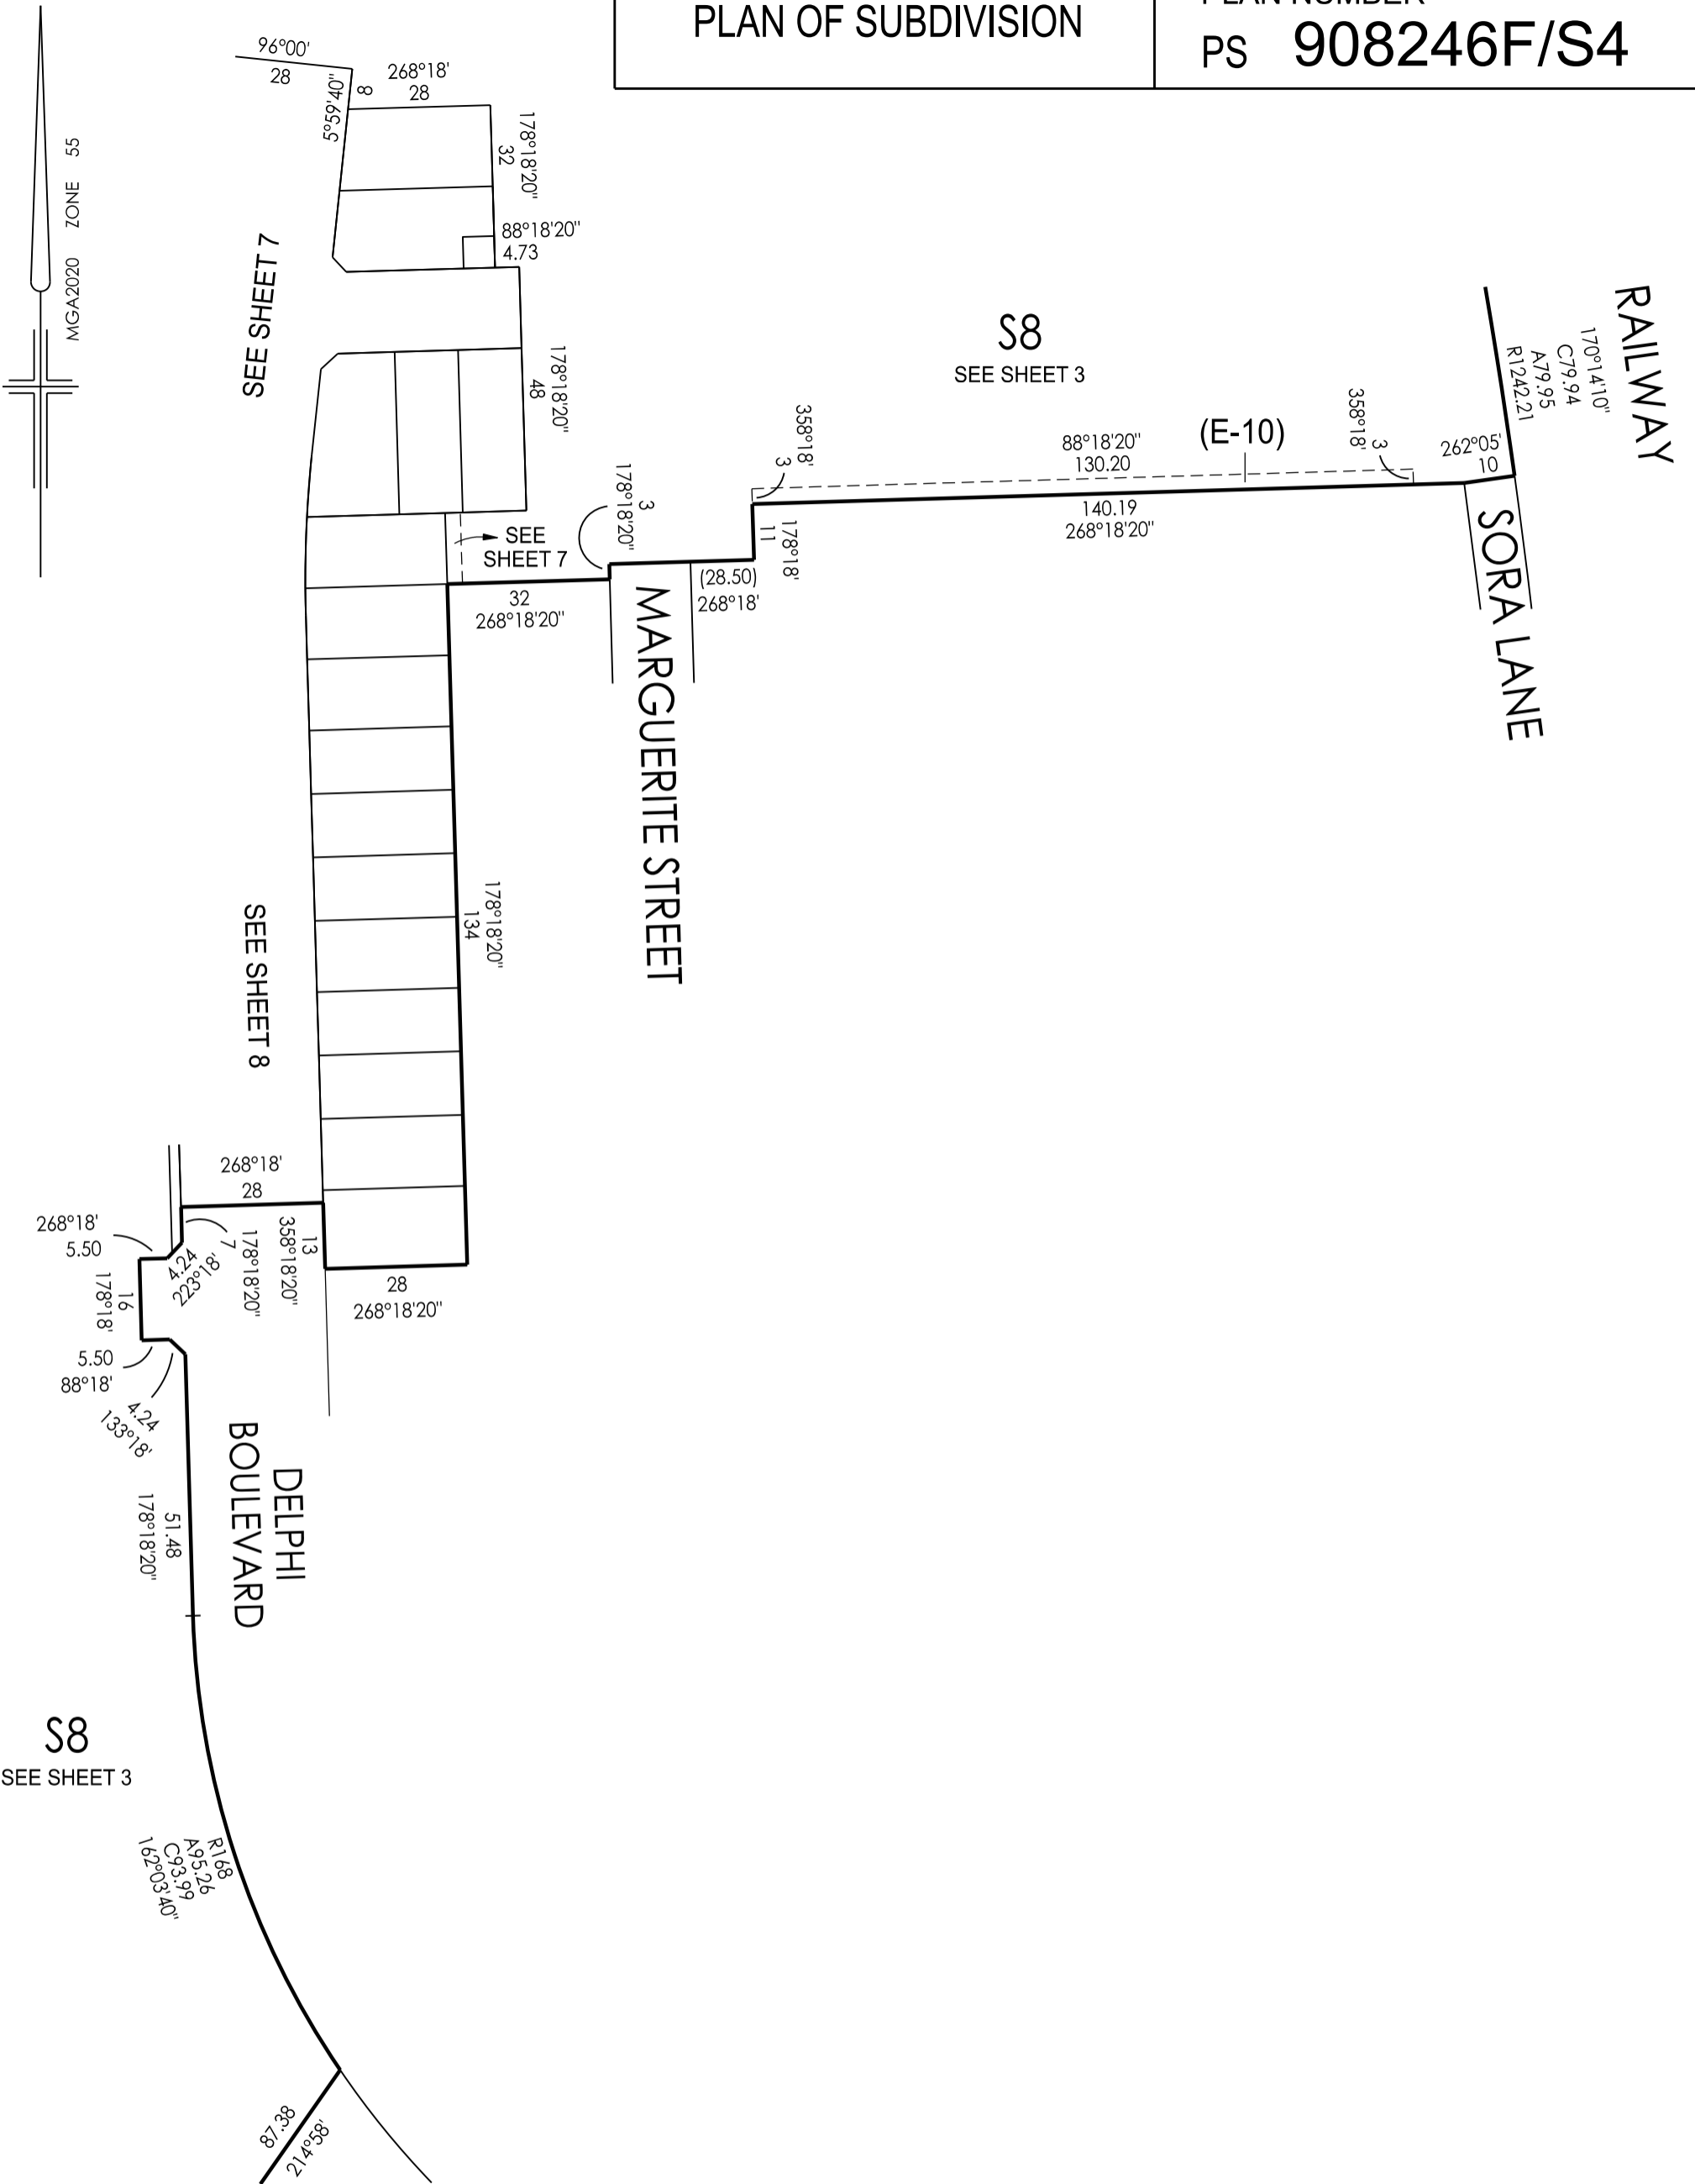 PLAN OF SUBDIVISION
PLAN NUMBER
PS 908246F/S4
MGA2020 ZONE 55
96°00'
28
5°59'40"
8
268°18'
28
178°18'20"
32
88°18'20"
4.73
SEE SHEET 7
178°18'20"
48
S8
SEE SHEET 3
RAILWAY
170°14'10"
C79.94
A79.95
R1242.21
358°18'
3
88°18'20"
130.20
(E-10)
358°18'
3
262°05'
10
140.19
268°18'20"
SORA LANE
3
178°18'20"
178°18'
11
SEE
SHEET 7
(28.50)
268°18'
32
268°18'20"
MARGUERITE STREET
178°18'20"
134
SEE SHEET 8
268°18'
28
268°18'
5.50
4.24
223°18'
7
178°18'20"
13
358°18'20"
16
178°18'
28
268°18'20"
5.50
88°18'
4.24
133°18'
DELPHI
BOULEVARD
51.48
178°18'20"
S8
SEE SHEET 3
R168
A95.26
C93.99
162°03'40"
87.38
214°58'